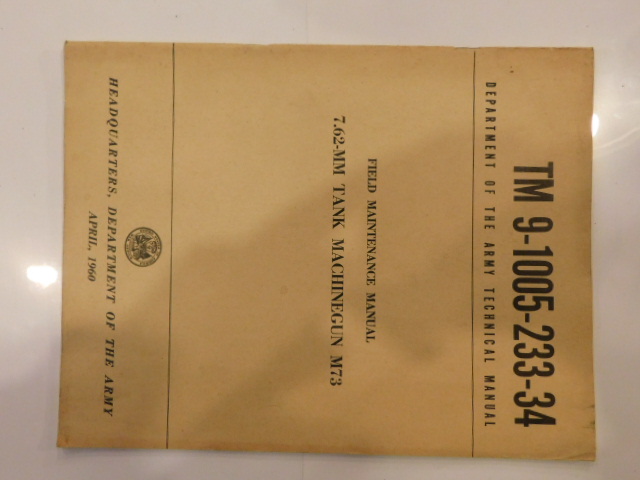 TM 9-1005-233-34
DEPARTMENT OF THE ARMY TECHNICAL MANUAL
FIELD MAINTENANCE MANUAL
7.62-MM TANK MACHINEGUN M73
HEADQUARTERS, DEPARTMENT OF THE ARMY
APRIL, 1960